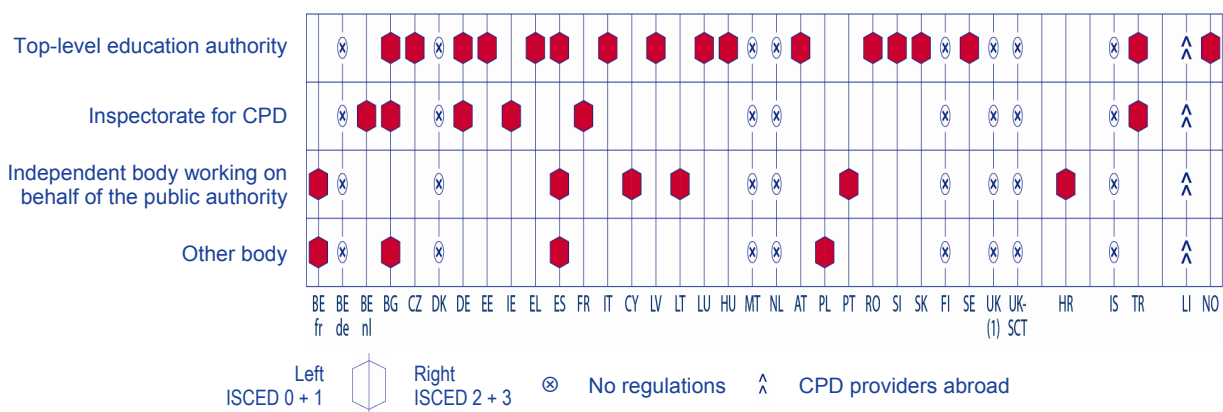 Top-level education authority
Inspectorate for CPD
Independent body working on
behalf of the public authority
Other body
BE BE BE BG CZ DK DE EE IE EL ES FR IT CY LV LT LU HU MT NL AT PL PT RO SI SK SE FI UK UK- HR IS TR LI NO
fr de nl (1) SCT
Left Right
ISCED 0 + 1 ISCED 2 + 3 ⊗ No regulations ^ CPD providers abroad